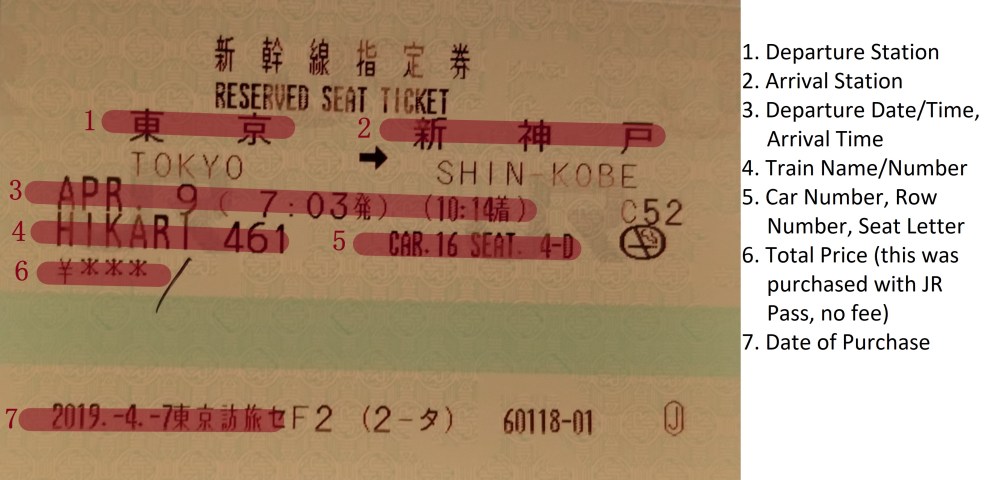 新幹線指定券
RESERVED SEAT TICKET
1 東京 2 新神戸
TOKYO → SHIN-KOBE
3 APR. 9 ( 7:03発) (10:14着) C52
4 HIKARI 461 5 CAR.16 SEAT. 4-D
6 ¥***
7 2019.-4.-7東京訪旅セF2 (2-タ) 60118-01 J
1. Departure Station
2. Arrival Station
3. Departure Date/Time,
Arrival Time
4. Train Name/Number
5. Car Number, Row
Number, Seat Letter
6. Total Price (this was
purchased with JR
Pass, no fee)
7. Date of Purchase